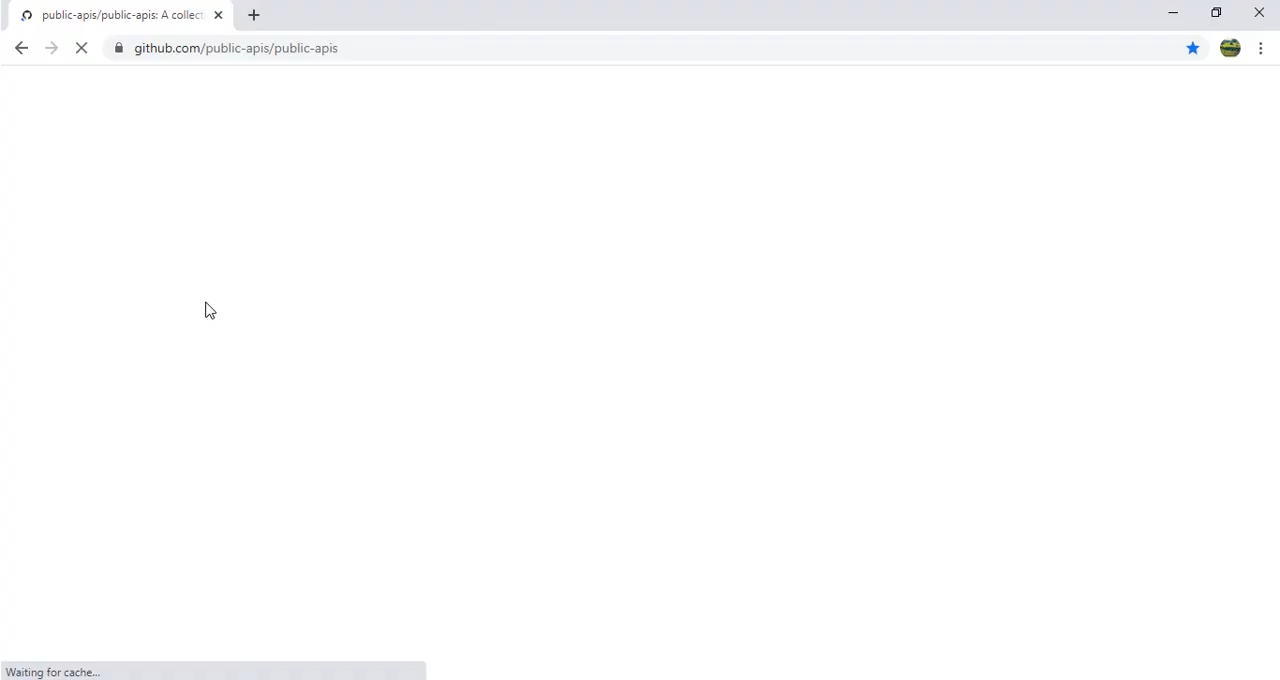 public-apis/public-apis: A collect
github.com/public-apis/public-apis
Waiting for cache...